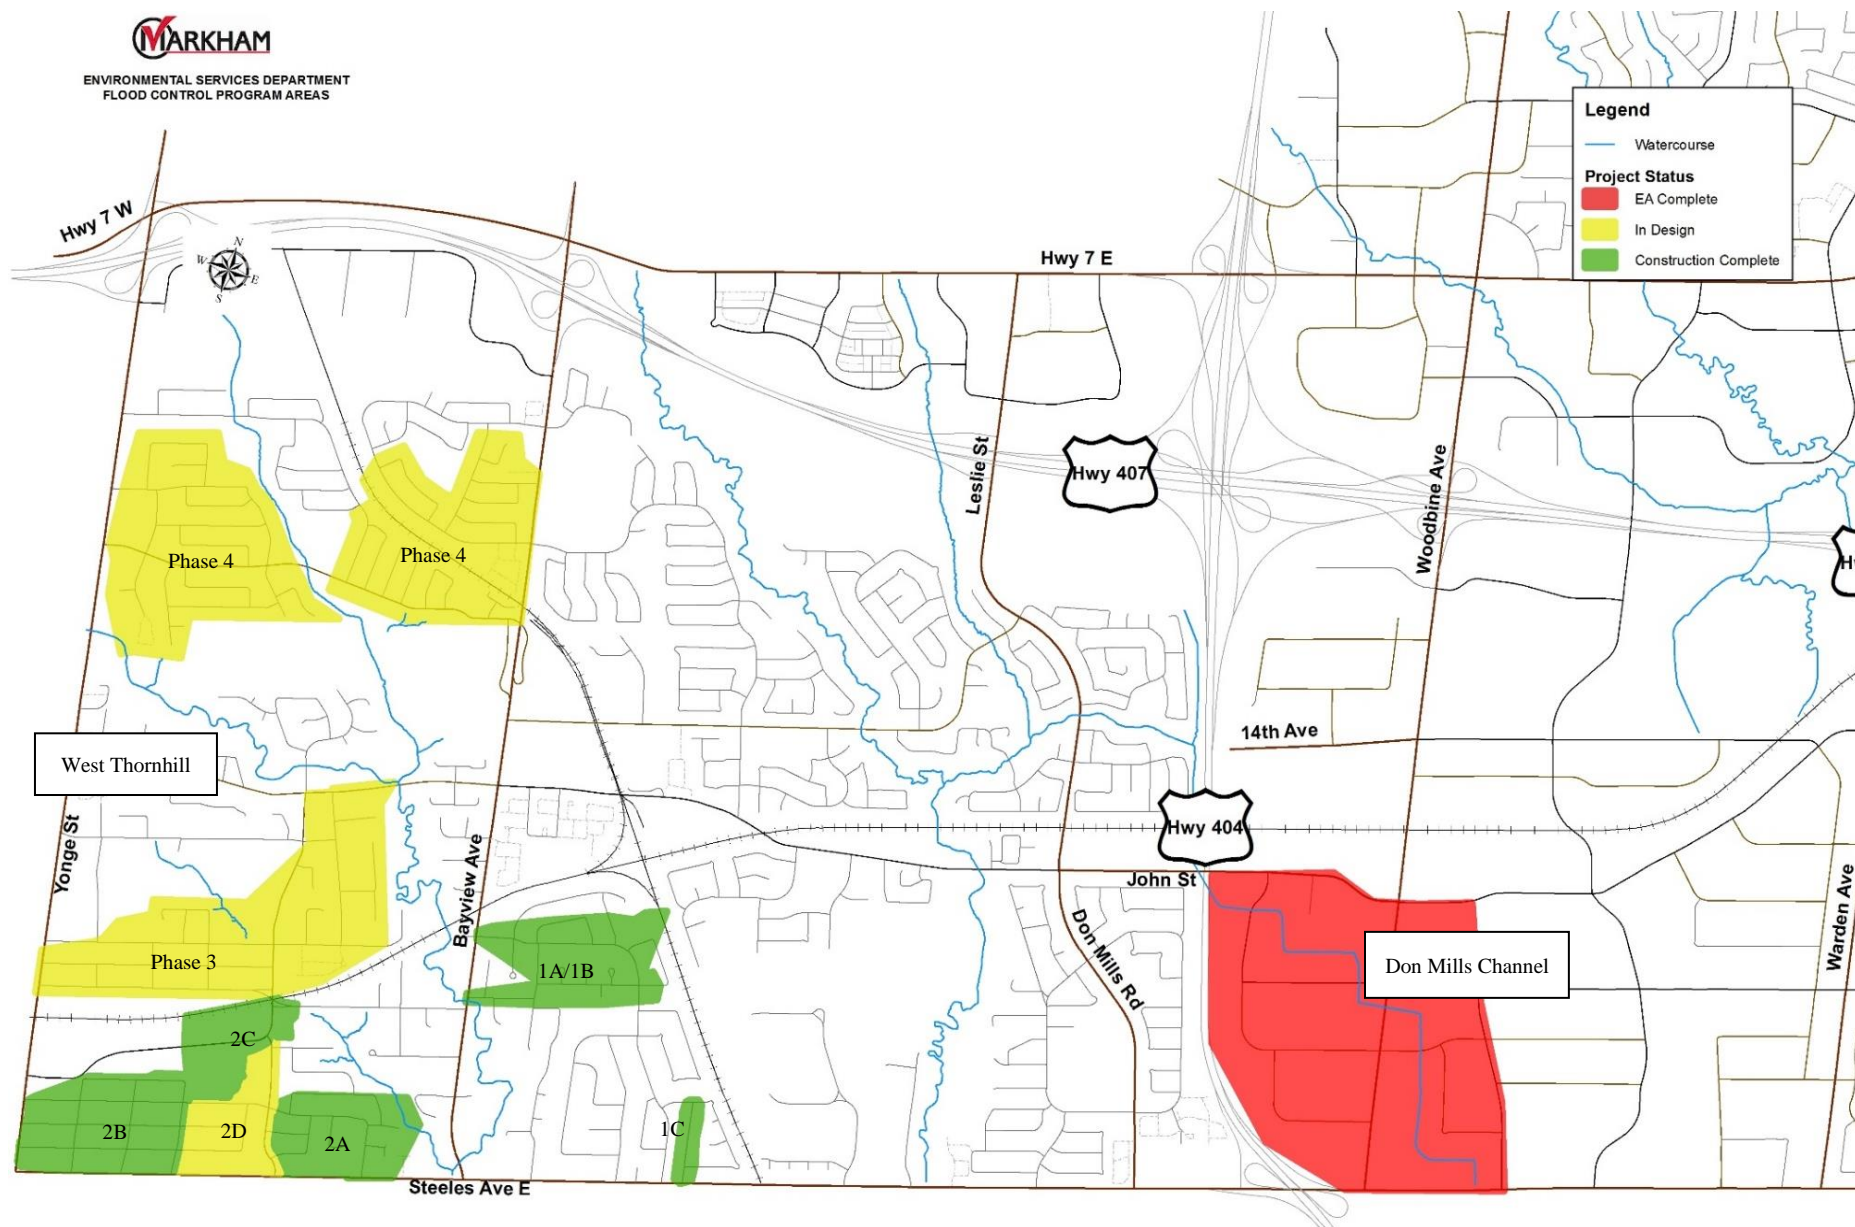 MARKHAM
ENVIRONMENTAL SERVICES DEPARTMENT
FLOOD CONTROL PROGRAM AREAS
Legend
Watercourse
Project Status
EA Complete
In Design
Construction Complete
Hwy 7 W
N
W
E
S
Hwy 7 E
Leslie St
Hwy 407
Woodbine Ave
Phase 4
Phase 4
14th Ave
West Thornhill
Yonge St
Bayview Ave
Hwy 404
John St
Don Mills Rd
Warden Ave
Phase 3
1A/1B
Don Mills Channel
2C
2B
2D
2A
1C
Steeles Ave E